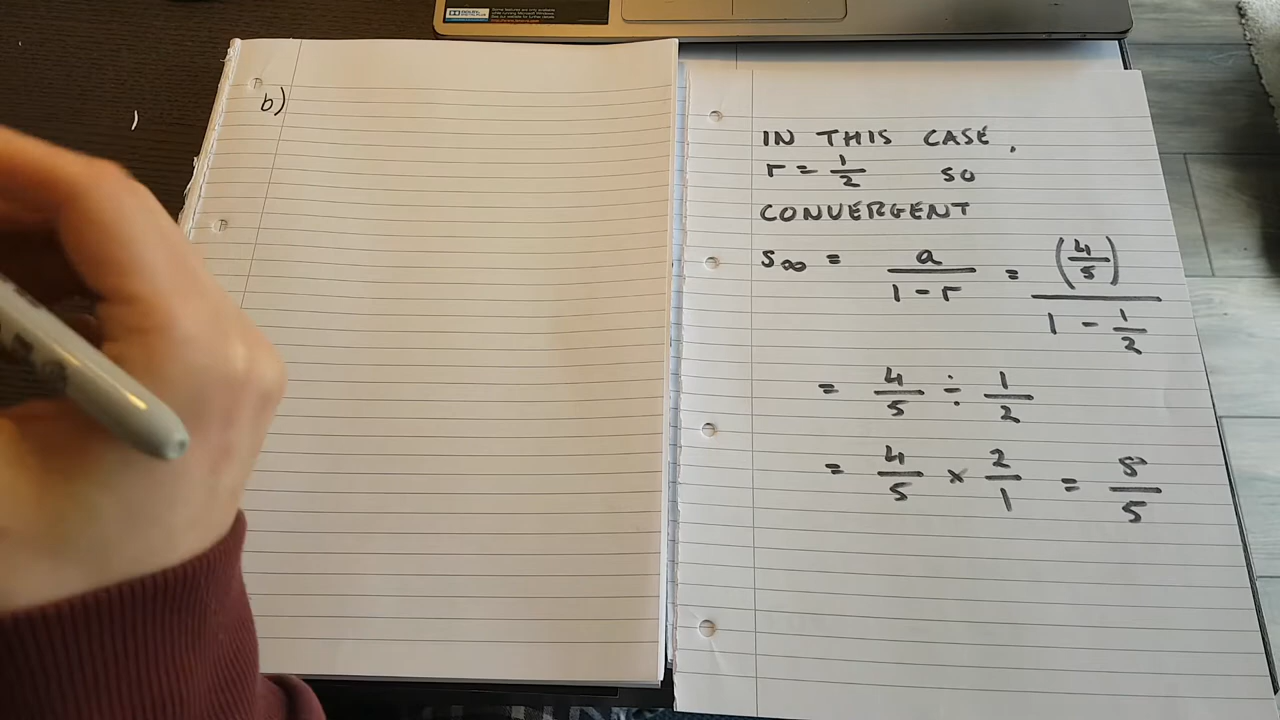 b)
IN THIS CASE,
r = 1/2 SO
CONVERGENT
S∞ = a/(1 - r) = (4/5)/(1 - 1/2)
= 4/5 ÷ 1/2
= 4/5 × 2/1 = 8/5